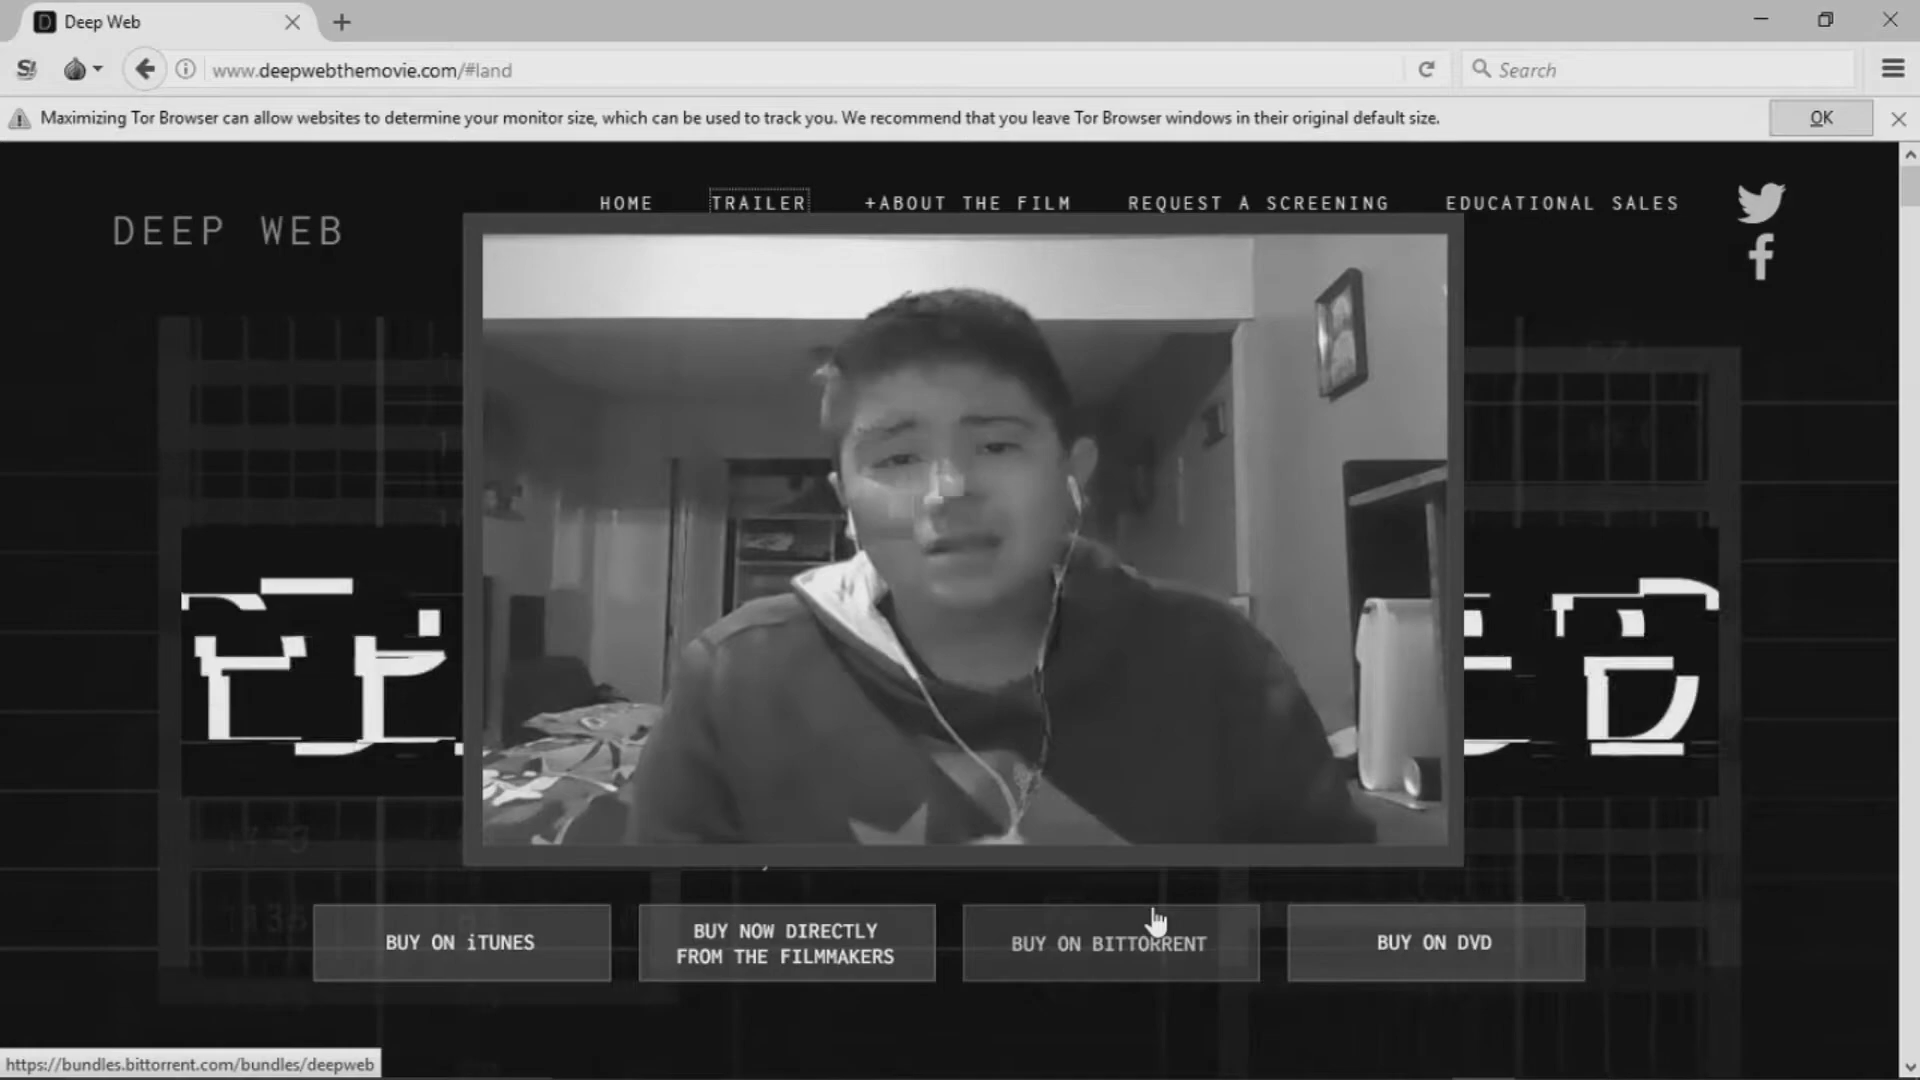 Deep Web
www.deepwebthemovie.com/#land
Search
Maximizing Tor Browser can allow websites to determine your monitor size, which can be used to track you. We recommend that you leave Tor Browser windows in their original default size.
OK
HOME
TRAILER
+ABOUT THE FILM
REQUEST A SCREENING
EDUCATIONAL SALES
DEEP WEB
BUY ON iTUNES
BUY NOW DIRECTLY
FROM THE FILMMAKERS
BUY ON BITTORRENT
BUY ON DVD
https://bundles.bittorrent.com/bundles/deepweb